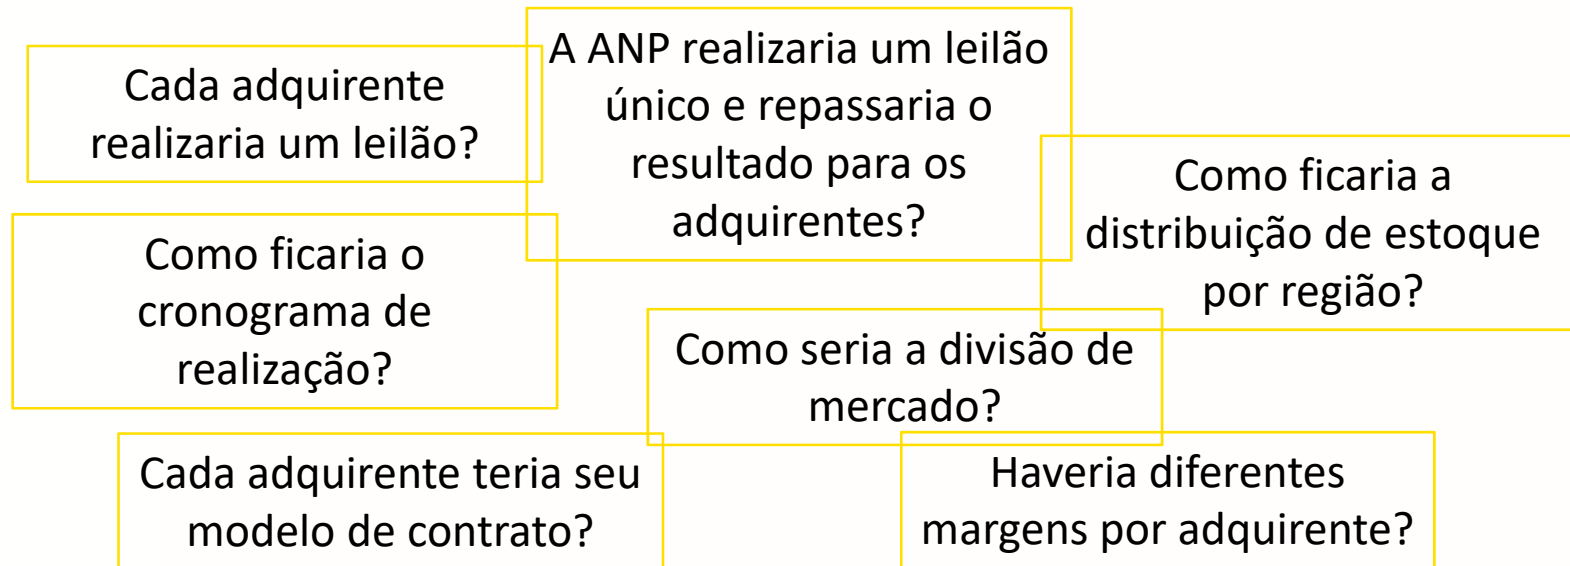 Cada adquirente
realizaria um leilão?
A ANP realizaria um leilão
único e repassaria o
resultado para os
adquirentes?
Como ficaria a
distribuição de estoque
por região?
Como ficaria o
cronograma de
realização?
Como seria a divisão de
mercado?
Cada adquirente teria seu
modelo de contrato?
Haveria diferentes
margens por adquirente?